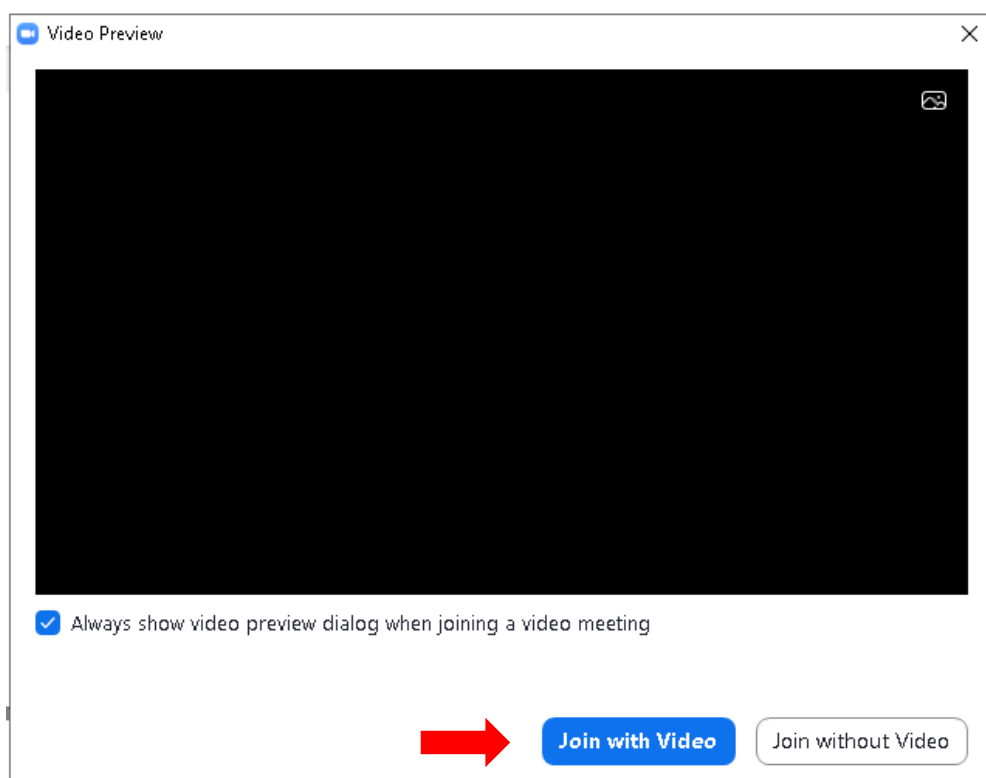 Video Preview
Always show video preview dialog when joining a video meeting
Join with Video
Join without Video